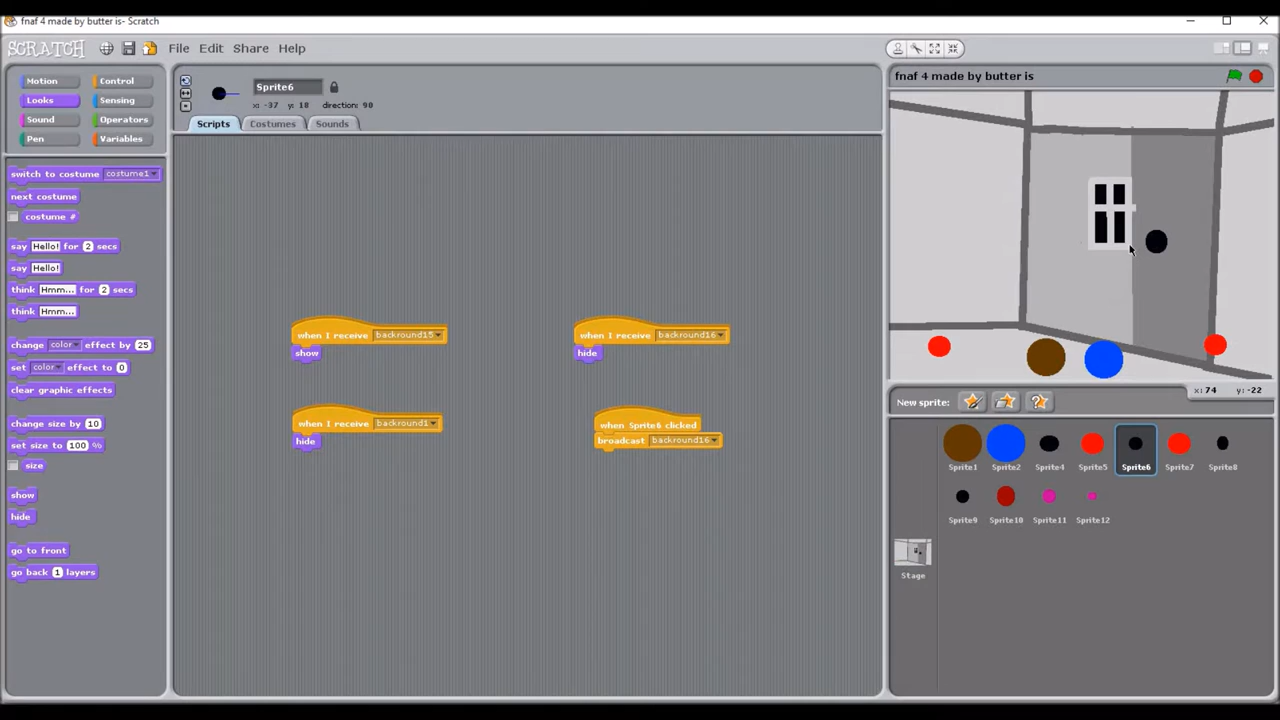 fnaf 4 made by butter is- Scratch
SCRATCH File Edit Share Help
Motion Control
Looks Sensing
Sound Operators
Pen Variables
switch to costume costume1
next costume
costume #
say Hello! for 2 secs
say Hello!
think Hmm... for 2 secs
think Hmm...
change color effect by 25
set color effect to 0
clear graphic effects
change size by 10
set size to 100 %
size
show
hide
go to front
go back 1 layers
Sprite6
x: -37 y: 18 direction: 90
Scripts Costumes Sounds
when I receive backround15
show
when I receive backround16
hide
when I receive backround1
hide
when Sprite6 clicked
broadcast backround16
fnaf 4 made by butter is
x: 74 y: -22
New sprite:
Sprite1 Sprite2 Sprite4 Sprite5 Sprite6 Sprite7 Sprite8
Sprite9 Sprite10 Sprite11 Sprite12
Stage